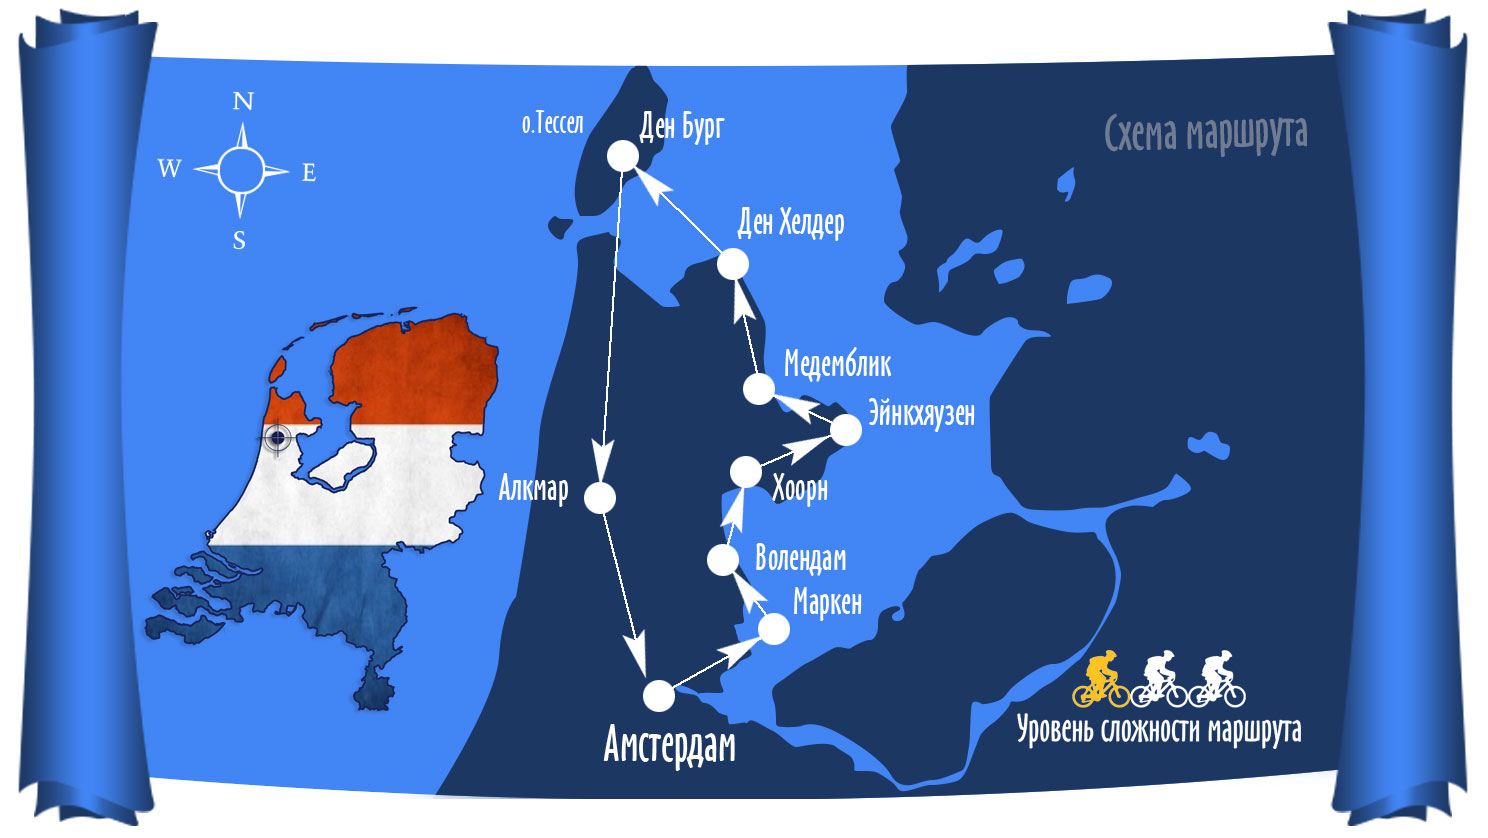 N
W
E
S
о.Тессел
Ден Бург
Схема маршрута
Ден Хелдер
Медемблик
Эйнкхяузен
Алкмар
Хоорн
Волендам
Маркен
Амстердам
Уровень сложности маршрута